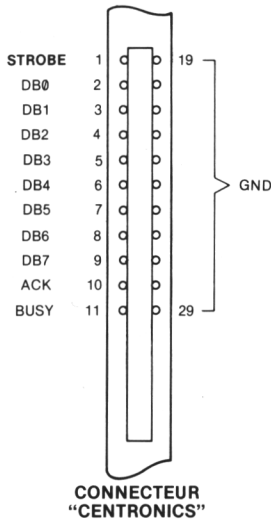 STROBE 1 19
DB0 2
DB1 3
DB2 4
DB3 5
DB4 6 GND
DB5 7
DB6 8
DB7 9
ACK 10
BUSY 11 29
CONNECTEUR
"CENTRONICS"